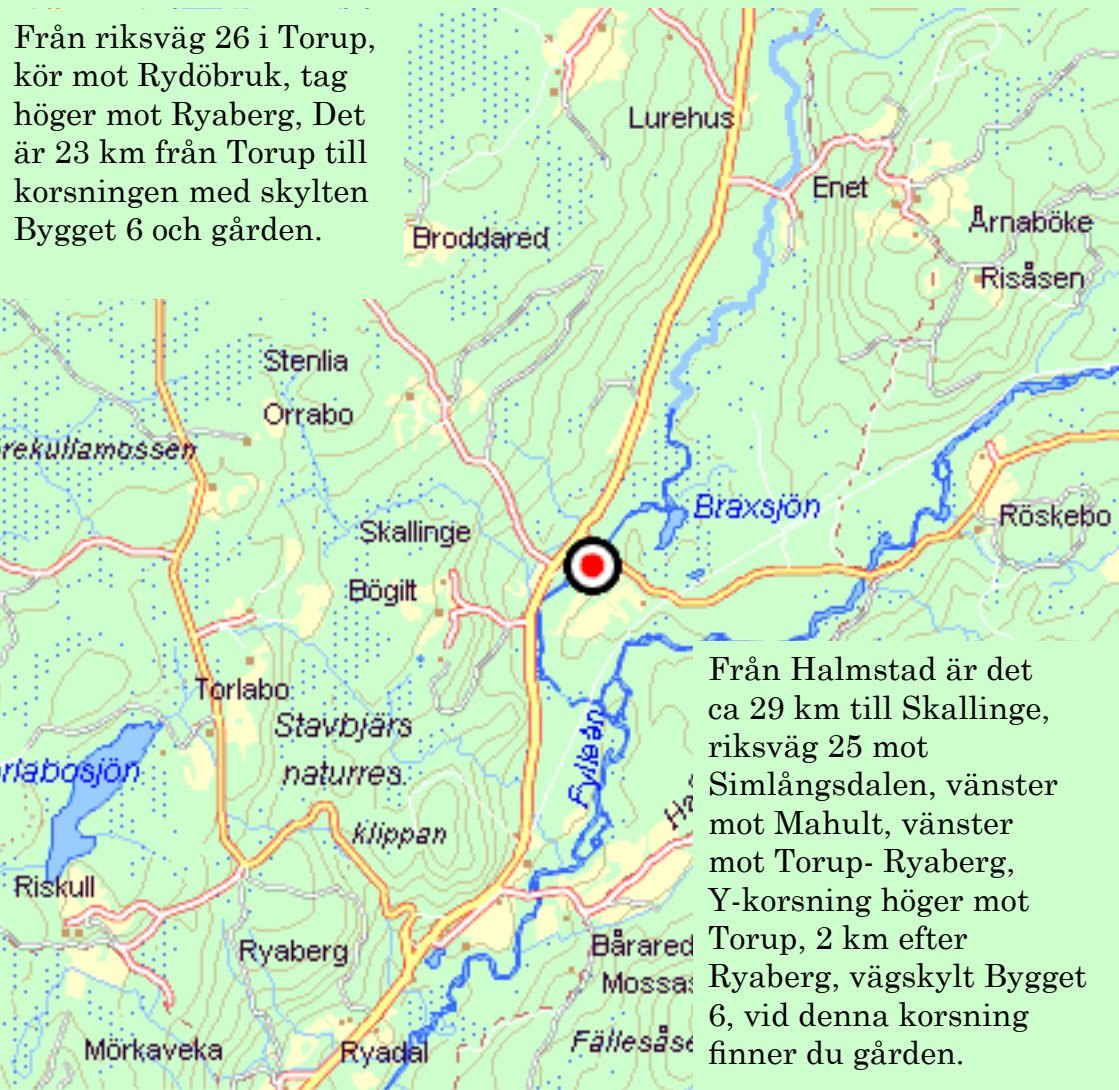 Från riksväg 26 i Torup,
kör mot Rydöbruk, tag
höger mot Ryaberg, Det
är 23 km från Torup till
korsningen med skylten
Bygget 6 och gården.
Lurehus
Enet
Broddared
Årnaböke
Risåsen
Stenlia
Orrabo
rekullamossen
Braxsjön
Röskebo
Skallinge
Bögilt
Torlabo
Stavbjärs
naturres.
rlabosjön
Fylleån
klippan
Riskull
Ryaberg
Bårared
Mossa
Mörkaveka
Ryadal
Fällesåse
Från Halmstad är det
ca 29 km till Skallinge,
riksväg 25 mot
Simlångsdalen, vänster
mot Mahult, vänster
mot Torup- Ryaberg,
Y-korsning höger mot
Torup, 2 km efter
Ryaberg, vägskylt Bygget
6, vid denna korsning
finner du gården.